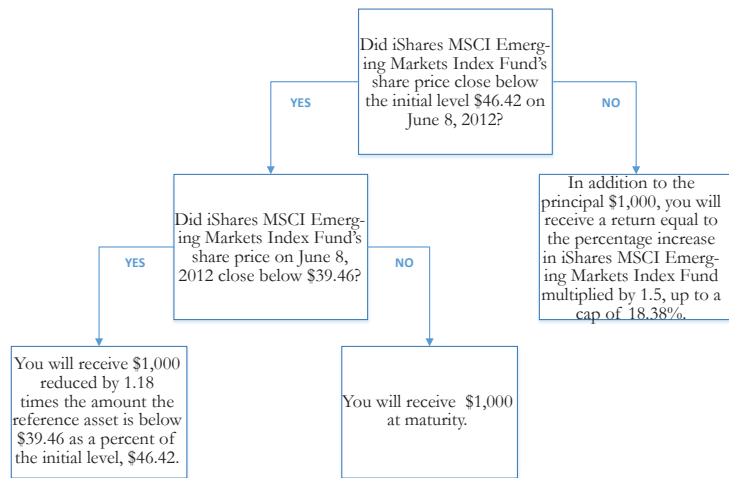 Did iShares MSCI Emerg-
ing Markets Index Fund's
share price close below
the initial level $46.42 on
June 8, 2012?
YES
NO
Did iShares MSCI Emerg-
ing Markets Index Fund's
share price on June 8,
2012 close below $39.46?
In addition to the
principal $1,000, you will
receive a return equal to
the percentage increase
in iShares MSCI Emerg-
ing Markets Index Fund
multiplied by 1.5, up to a
cap of 18.38%.
YES
NO
You will receive $1,000
reduced by 1.18
times the amount the
reference asset is below
$39.46 as a percent of
the initial level, $46.42.
You will receive $1,000
at maturity.